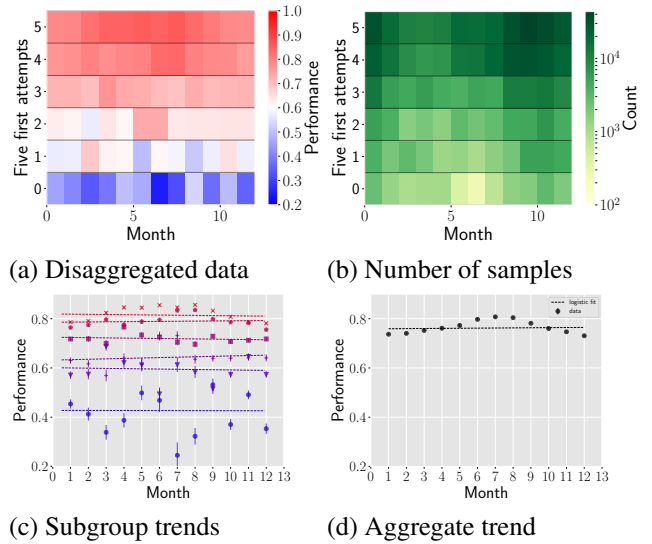 5
4
3
2
1
0
Five first attempts
0
5
10
Month
1.0
0.9
0.8
0.7
0.6
0.5
0.4
0.3
0.2
Performance
5
4
3
2
1
0
Five first attempts
0
5
10
Month
10^4
10^3
10^2
Count
(a) Disaggregated data
(b) Number of samples
0.8
0.6
0.4
0.2
Performance
0 1 2 3 4 5 6 7 8 9 10 11 12 13
Month
logistic fit
data
0.8
0.6
0.4
0.2
Performance
0 1 2 3 4 5 6 7 8 9 10 11 12 13
Month
(c) Subgroup trends
(d) Aggregate trend